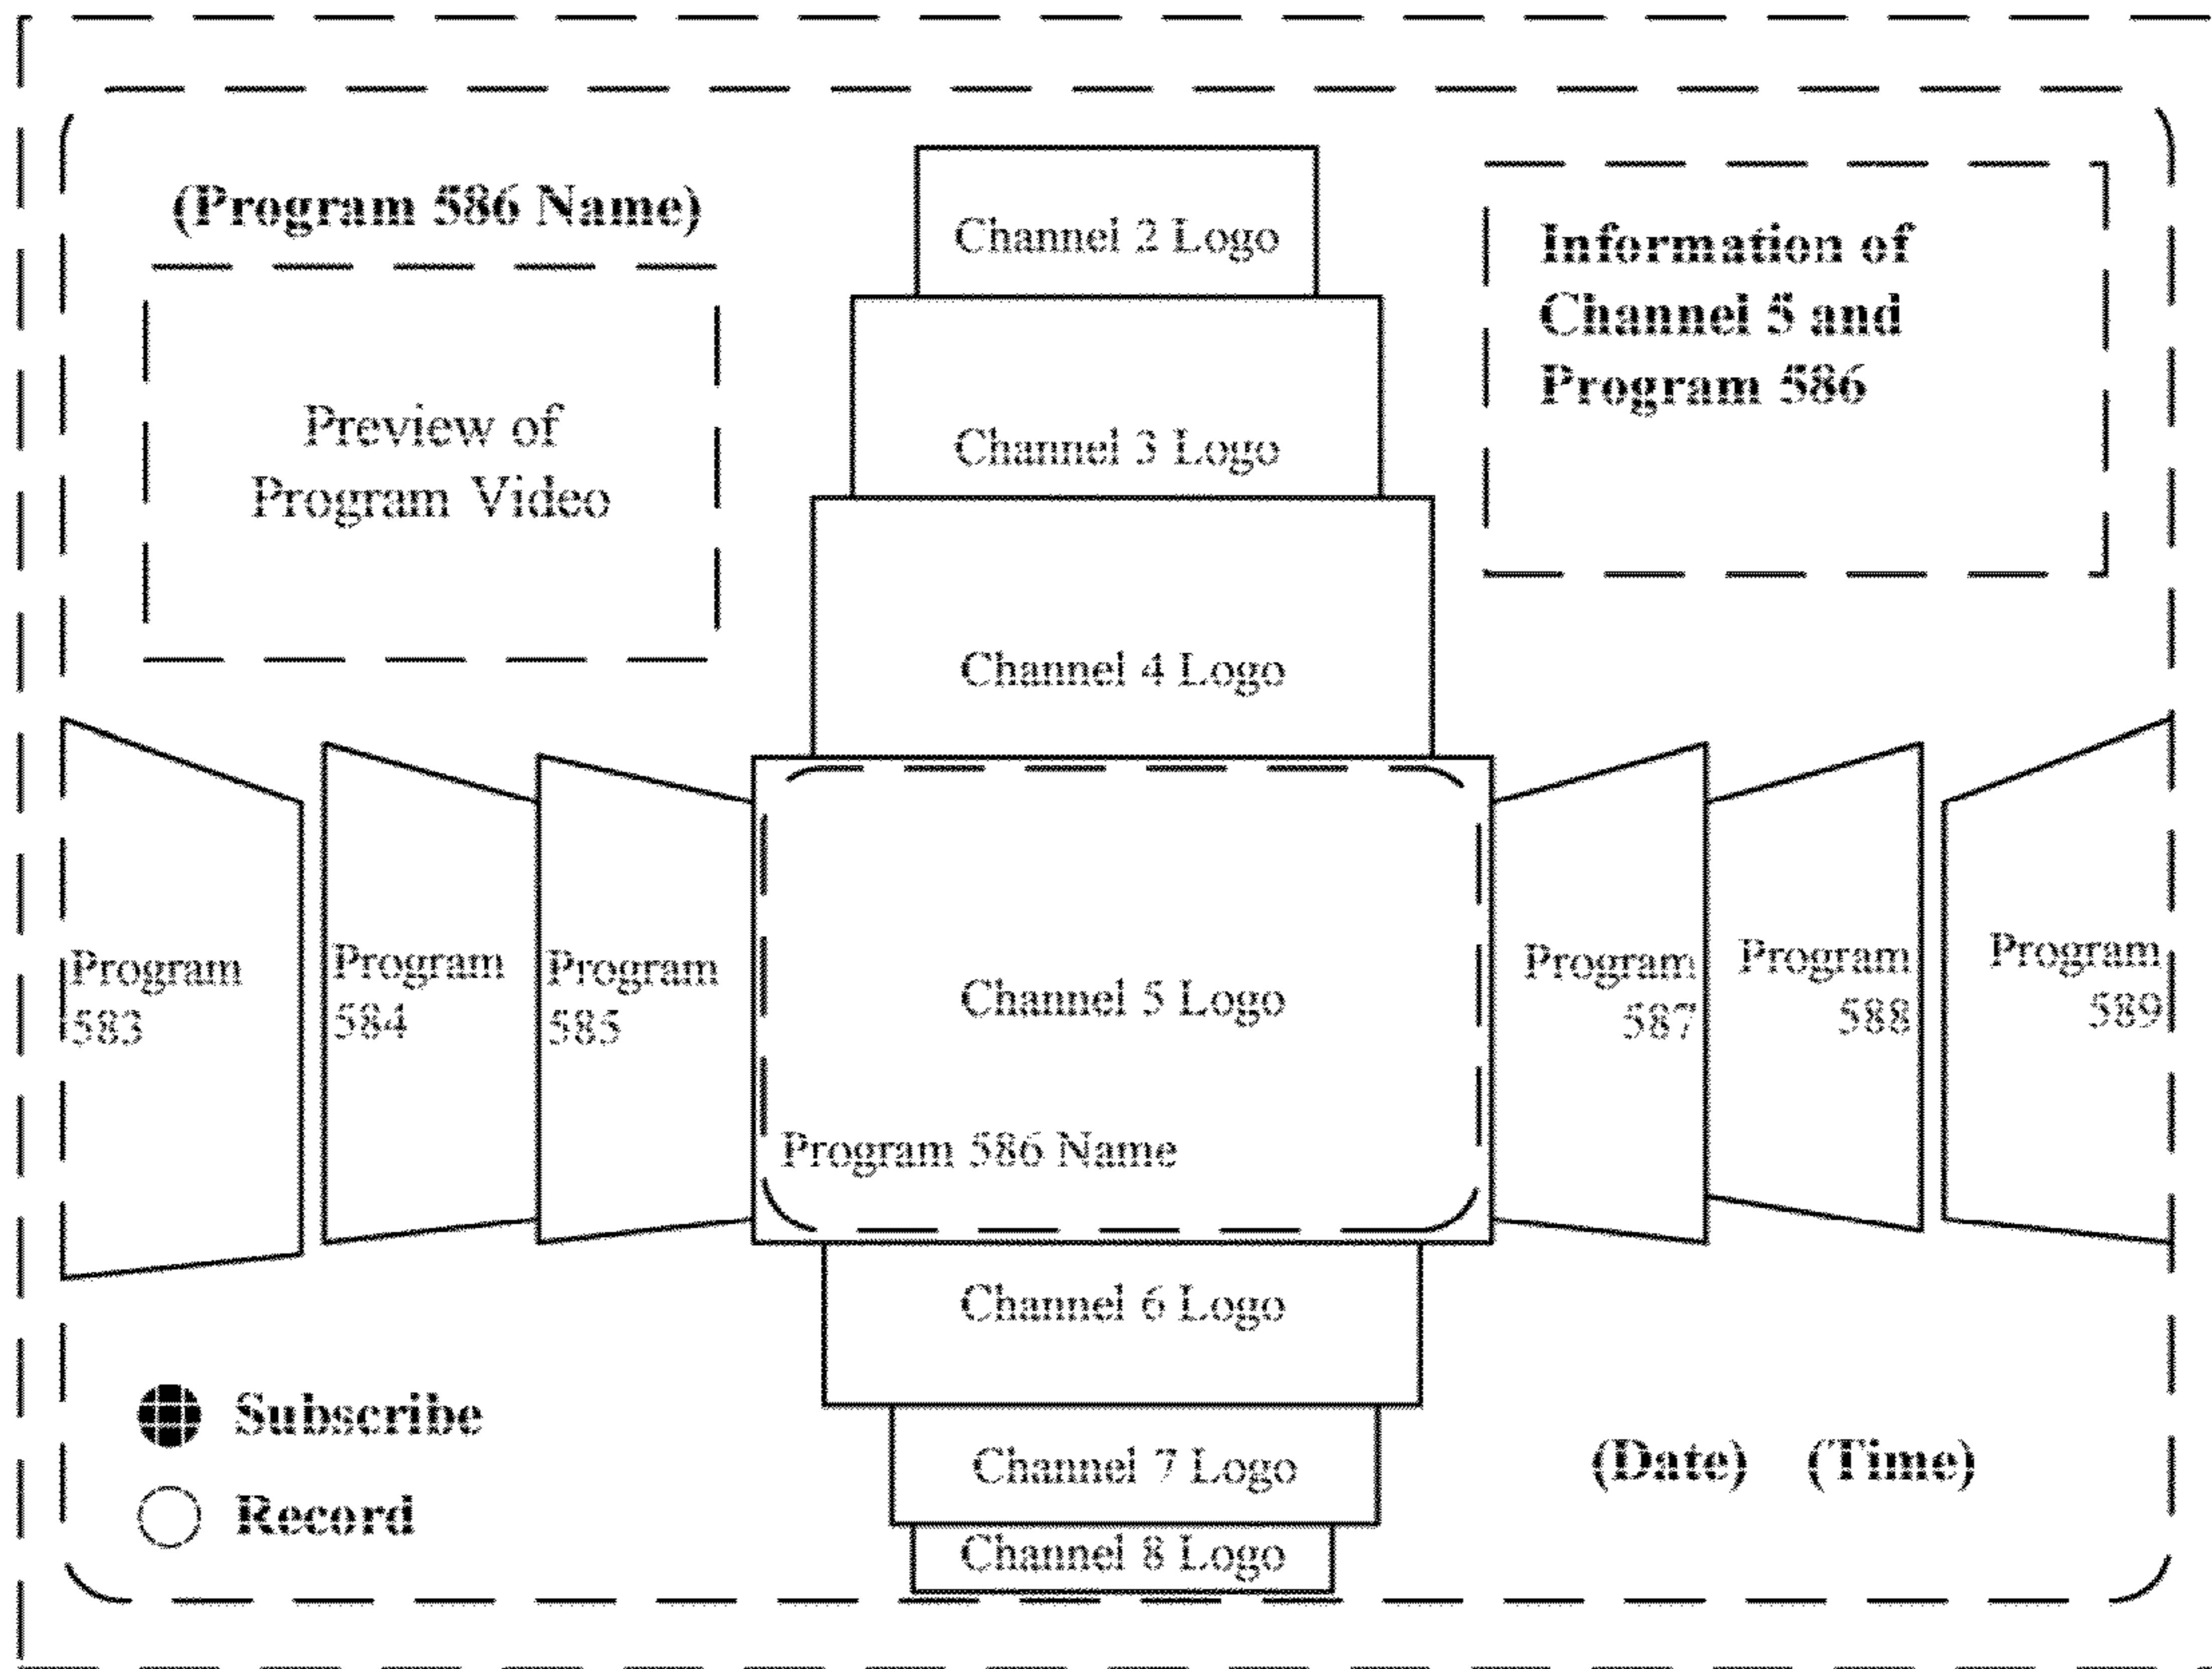 (Program 586 Name)
Preview of
Program Video
Channel 2 Logo
Channel 3 Logo
Channel 4 Logo
Information of
Channel 5 and
Program 586
Program
583
Program
584
Program
585
Channel 5 Logo
Program 586 Name
Program
587
Program
588
Program
589
Channel 6 Logo
Channel 7 Logo
Channel 8 Logo
Subscribe
Record
(Date) (Time)